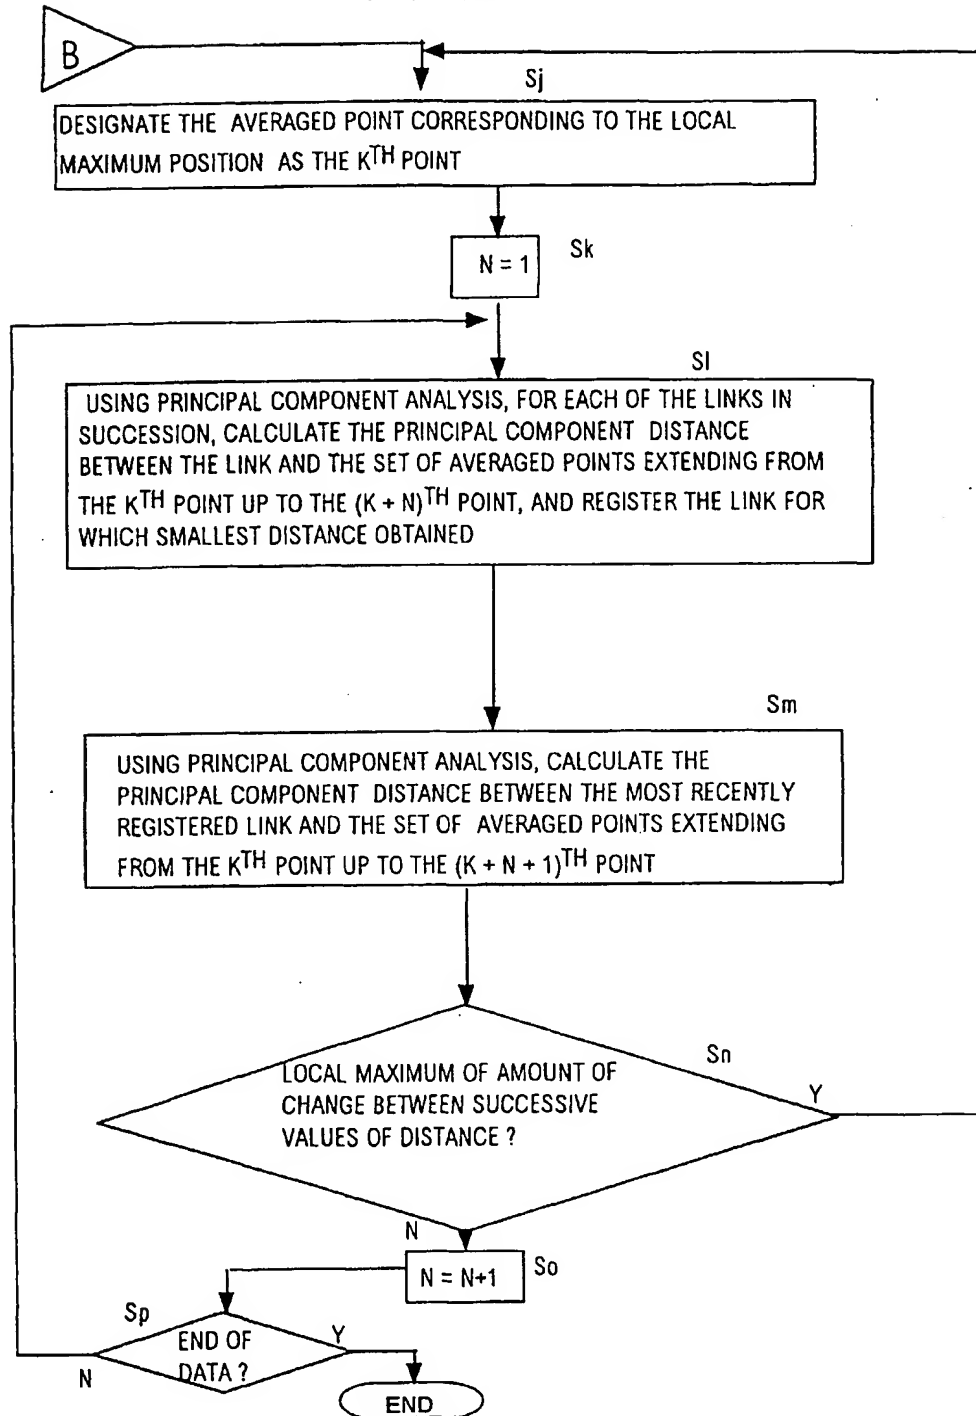 B
Sj
DESIGNATE THE AVERAGED POINT CORRESPONDING TO THE LOCAL
MAXIMUM POSITION AS THE KTH POINT
N = 1
Sk
Sl
USING PRINCIPAL COMPONENT ANALYSIS, FOR EACH OF THE LINKS IN
SUCCESSION, CALCULATE THE PRINCIPAL COMPONENT DISTANCE
BETWEEN THE LINK AND THE SET OF AVERAGED POINTS EXTENDING FROM
THE KTH POINT UP TO THE (K + N)TH POINT, AND REGISTER THE LINK FOR
WHICH SMALLEST DISTANCE OBTAINED
Sm
USING PRINCIPAL COMPONENT ANALYSIS, CALCULATE THE
PRINCIPAL COMPONENT DISTANCE BETWEEN THE MOST RECENTLY
REGISTERED LINK AND THE SET OF AVERAGED POINTS EXTENDING
FROM THE KTH POINT UP TO THE (K + N + 1)TH POINT
Sn
LOCAL MAXIMUM OF AMOUNT OF
CHANGE BETWEEN SUCCESSIVE
VALUES OF DISTANCE ?
Y
N
N = N+1
So
Sp
END OF
DATA ?
Y
N
END